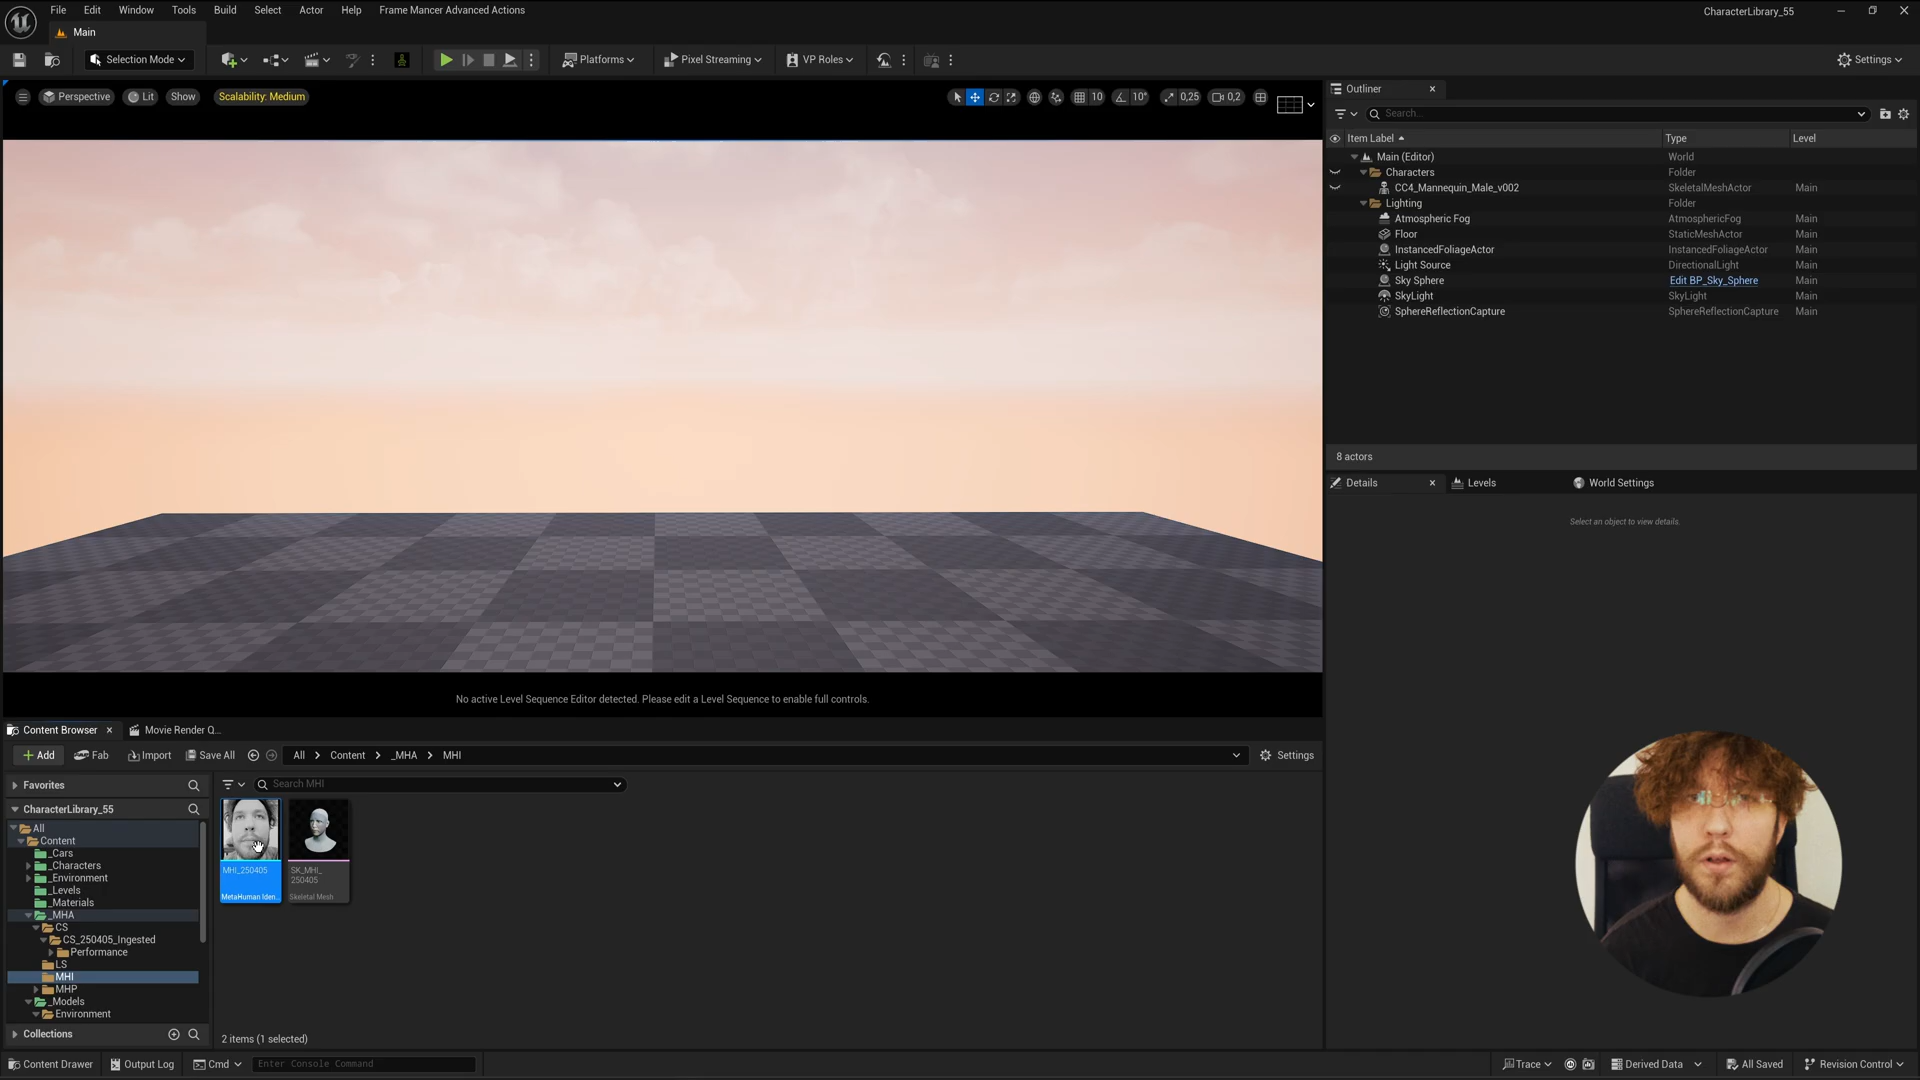 File Edit Window Tools Build Select Actor Help Frame Mancer Advanced Actions
CharacterLibrary_55
Main
Selection Mode
Platforms
Pixel Streaming
VP Roles
Settings
Perspective
Lit
Show
Scalability: Medium
10
10°
0,25
0,2
Outliner
Search...
Item Label
Type
Level
Main (Editor)
World
Characters
Folder
CC4_Mannequin_Male_v002
SkeletalMeshActor
Main
Lighting
Folder
Atmospheric Fog
AtmosphericFog
Main
Floor
StaticMeshActor
Main
InstancedFoliageActor
InstancedFoliageActor
Main
Light Source
DirectionalLight
Main
Sky Sphere
Edit BP_Sky_Sphere
Main
SkyLight
SkyLight
Main
SphereReflectionCapture
SphereReflectionCapture
Main
8 actors
Details
Levels
World Settings
Select an object to view details.
No active Level Sequence Editor detected. Please edit a Level Sequence to enable full controls.
Content Browser
Movie Render Q...
Add
Fab
Import
Save All
All
Content
_MHA
MHI
Settings
Favorites
Search MHI
CharacterLibrary_55
All
Content
_Cars
_Characters
_Environment
_Levels
_Materials
_MHA
CS
CS_250405_Ingested
Performance
LS
MHI
MHP
_Models
Environment
Collections
MHI_250405
MetaHuman Iden...
SK_MHI_
250405
Skeletal Mesh
2 items (1 selected)
Content Drawer
Output Log
Cmd
Enter Console Command
Trace
Derived Data
All Saved
Revision Control